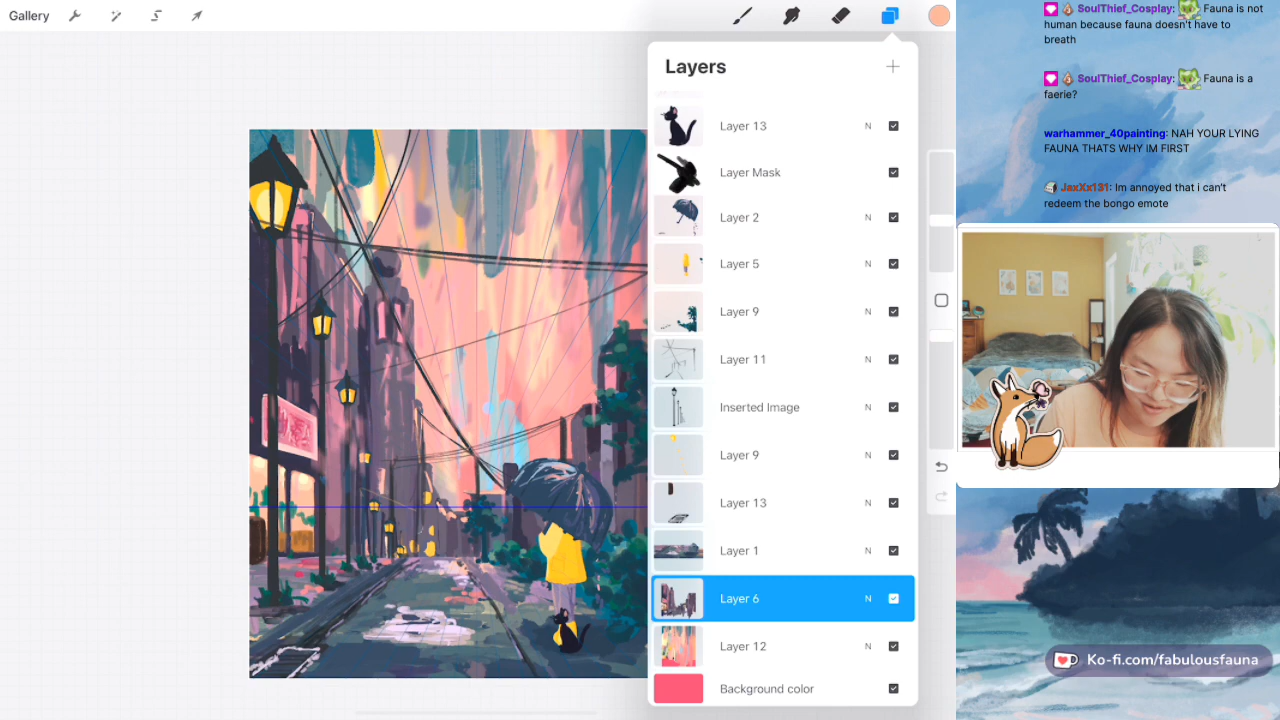 Gallery
Layers
Layer 13 N
Layer Mask
Layer 2 N
Layer 5 N
Layer 9 N
Layer 11 N
Inserted Image N
Layer 9 N
Layer 13 N
Layer 1 N
Layer 6 N
Layer 12 N
Background color
SoulThief_Cosplay: Fauna is not
human because fauna doesn't have to
breath
SoulThief_Cosplay: Fauna is a
faerie?
warhammer_40painting: NAH YOUR LYING
FAUNA THATS WHY IM FIRST
JaxXx131: Im annoyed that i can't
redeem the bongo emote
Ko-fi.com/fabulousfauna